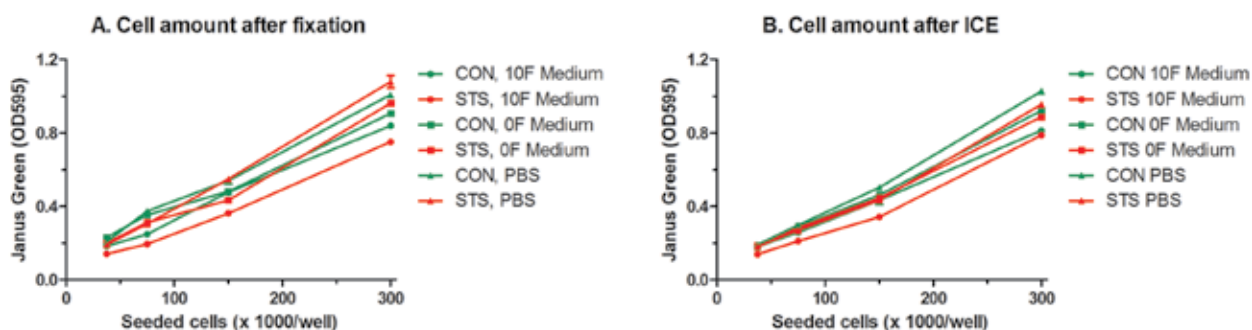 A. Cell amount after fixation
Janus Green (OD595)
1.2
0.8
0.4
0.0
0
100
200
300
Seeded cells (x 1000/well)
CON, 10F Medium
STS, 10F Medium
CON, 0F Medium
STS, 0F Medium
CON, PBS
STS, PBS
B. Cell amount after ICE
Janus Green (OD595)
1.2
0.8
0.4
0.0
0
100
200
300
Seeded cells (x 1000/well)
CON 10F Medium
STS 10F Medium
CON 0F Medium
STS 0F Medium
CON PBS
STS PBS